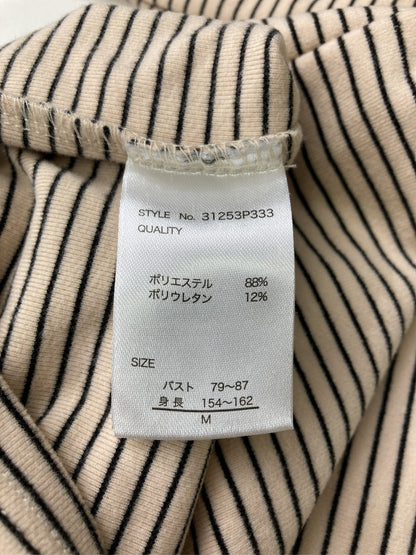 STYLE No. 31253P333
QUALITY
ポリエステル 88%
ポリウレタン 12%
SIZE
バスト 79～87
身長 154～162
M